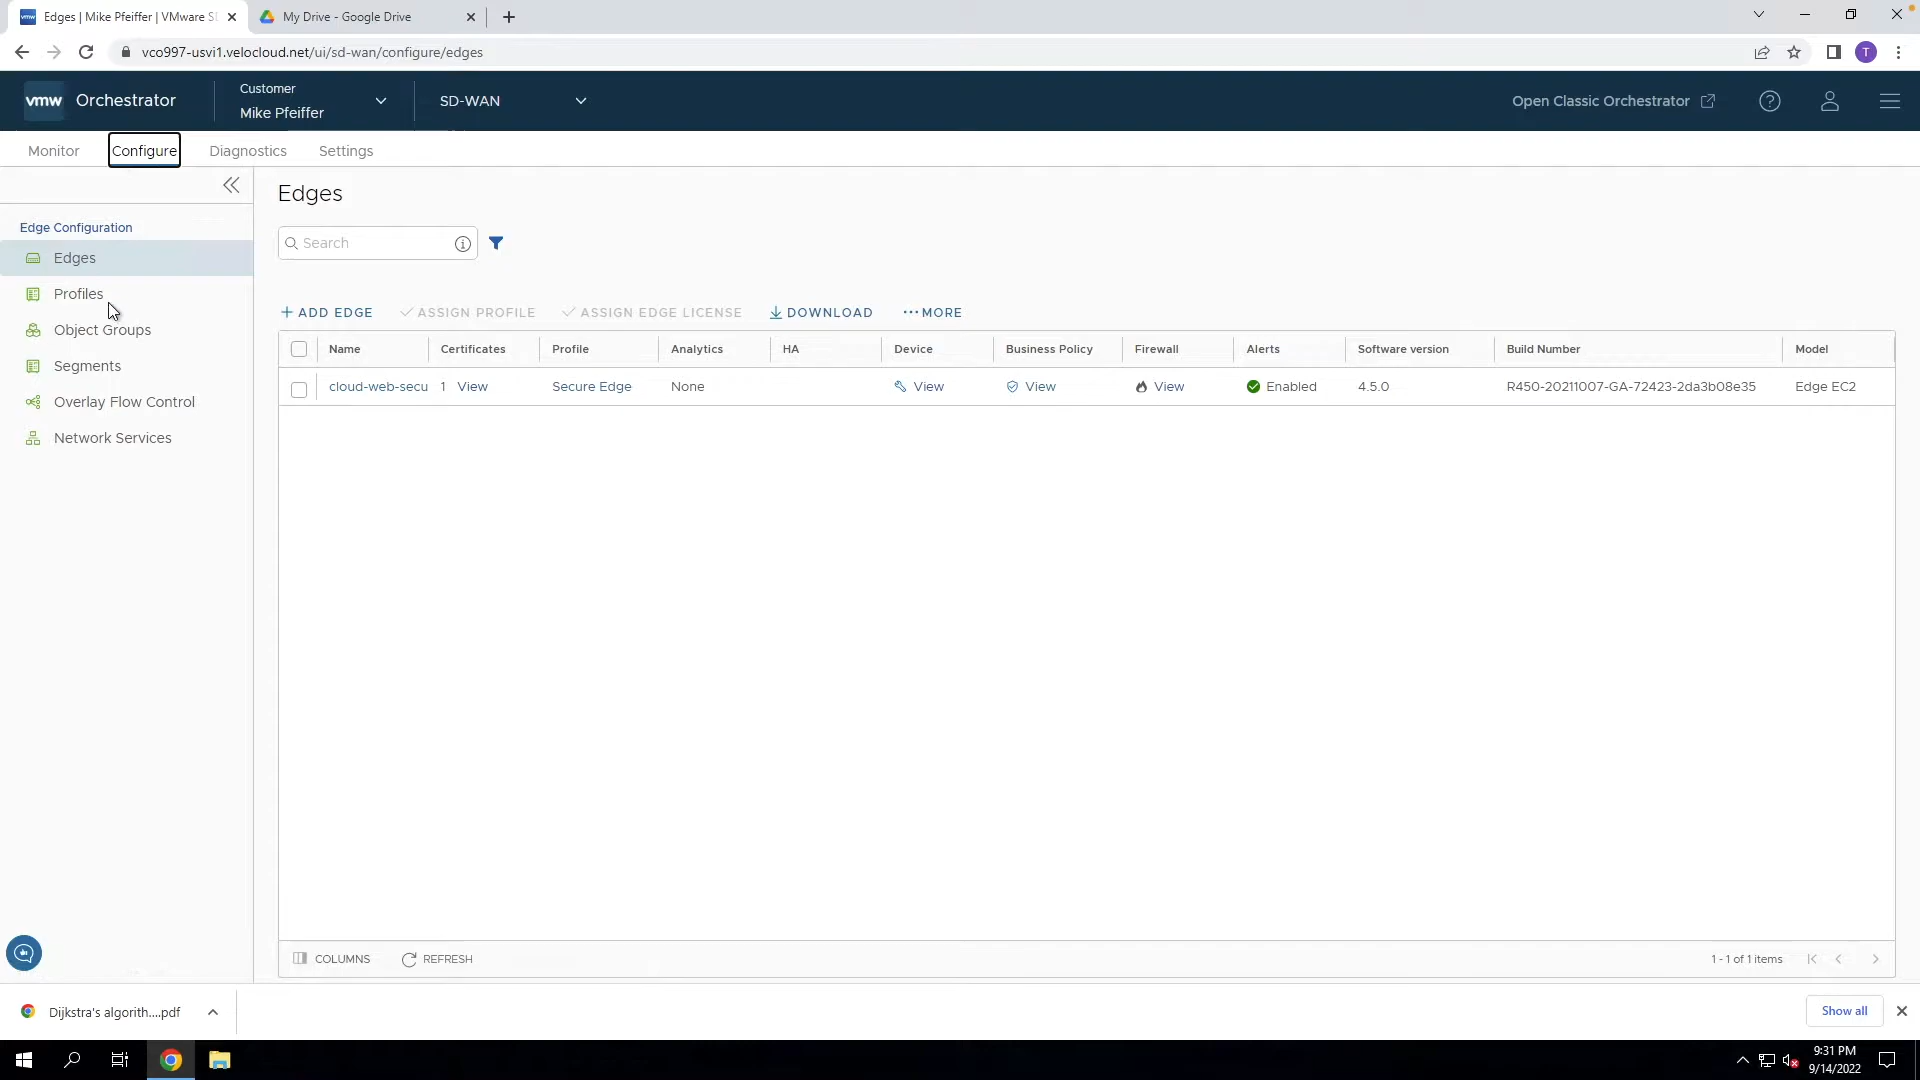 Edges | Mike Pfeiffer | VMware S
My Drive - Google Drive
vco997-usvi1.velocloud.net/ui/sd-wan/configure/edges
T
vmw Orchestrator
Customer
Mike Pfeiffer
SD-WAN
Open Classic Orchestrator
Monitor Configure Diagnostics Settings
Edge Configuration
Edges
Profiles
Object Groups
Segments
Overlay Flow Control
Network Services
Edges
Search
+ ADD EDGE ASSIGN PROFILE ASSIGN EDGE LICENSE DOWNLOAD ··· MORE
Name Certificates Profile Analytics HA Device Business Policy Firewall Alerts Software version Build Number Model
cloud-web-secu 1 View Secure Edge None View View View Enabled 4.5.0 R450-20211007-GA-72423-2da3b08e35 Edge EC2
COLUMNS REFRESH 1 - 1 of 1 items
Dijkstra's algorith....pdf
Show all
9:31 PM
9/14/2022